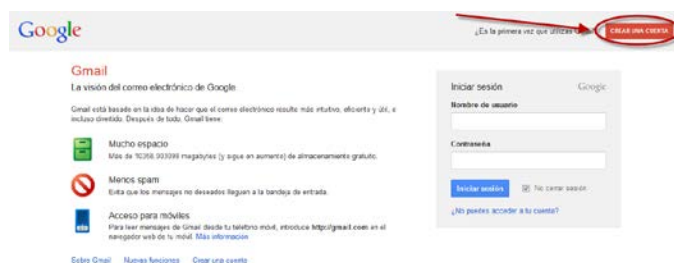 Google
¿Es la primera vez que utilizas Gmail? CREAR UNA CUENTA
Gmail
La visión del correo electrónico de Google
Gmail está basado en la idea de hacer que el correo electrónico resulte más intuitivo, eficiente y útil, e
incluso divertido. Después de todo, Gmail tiene:
Mucho espacio
Más de megabytes (y sigue en aumento) de almacenamiento gratuito.
Menos spam
Evita que los mensajes no deseados lleguen a la bandeja de entrada.
Acceso para móviles
Para leer mensajes de Gmail desde tu teléfono móvil, introduce http://gmail.com en el
navegador web de tu móvil. Más información
Sobre Gmail Nuevas funciones Crear una cuenta
Iniciar sesión Google
Nombre de usuario
Contraseña
Iniciar sesión No cerrar sesión
¿No puedes acceder a tu cuenta?